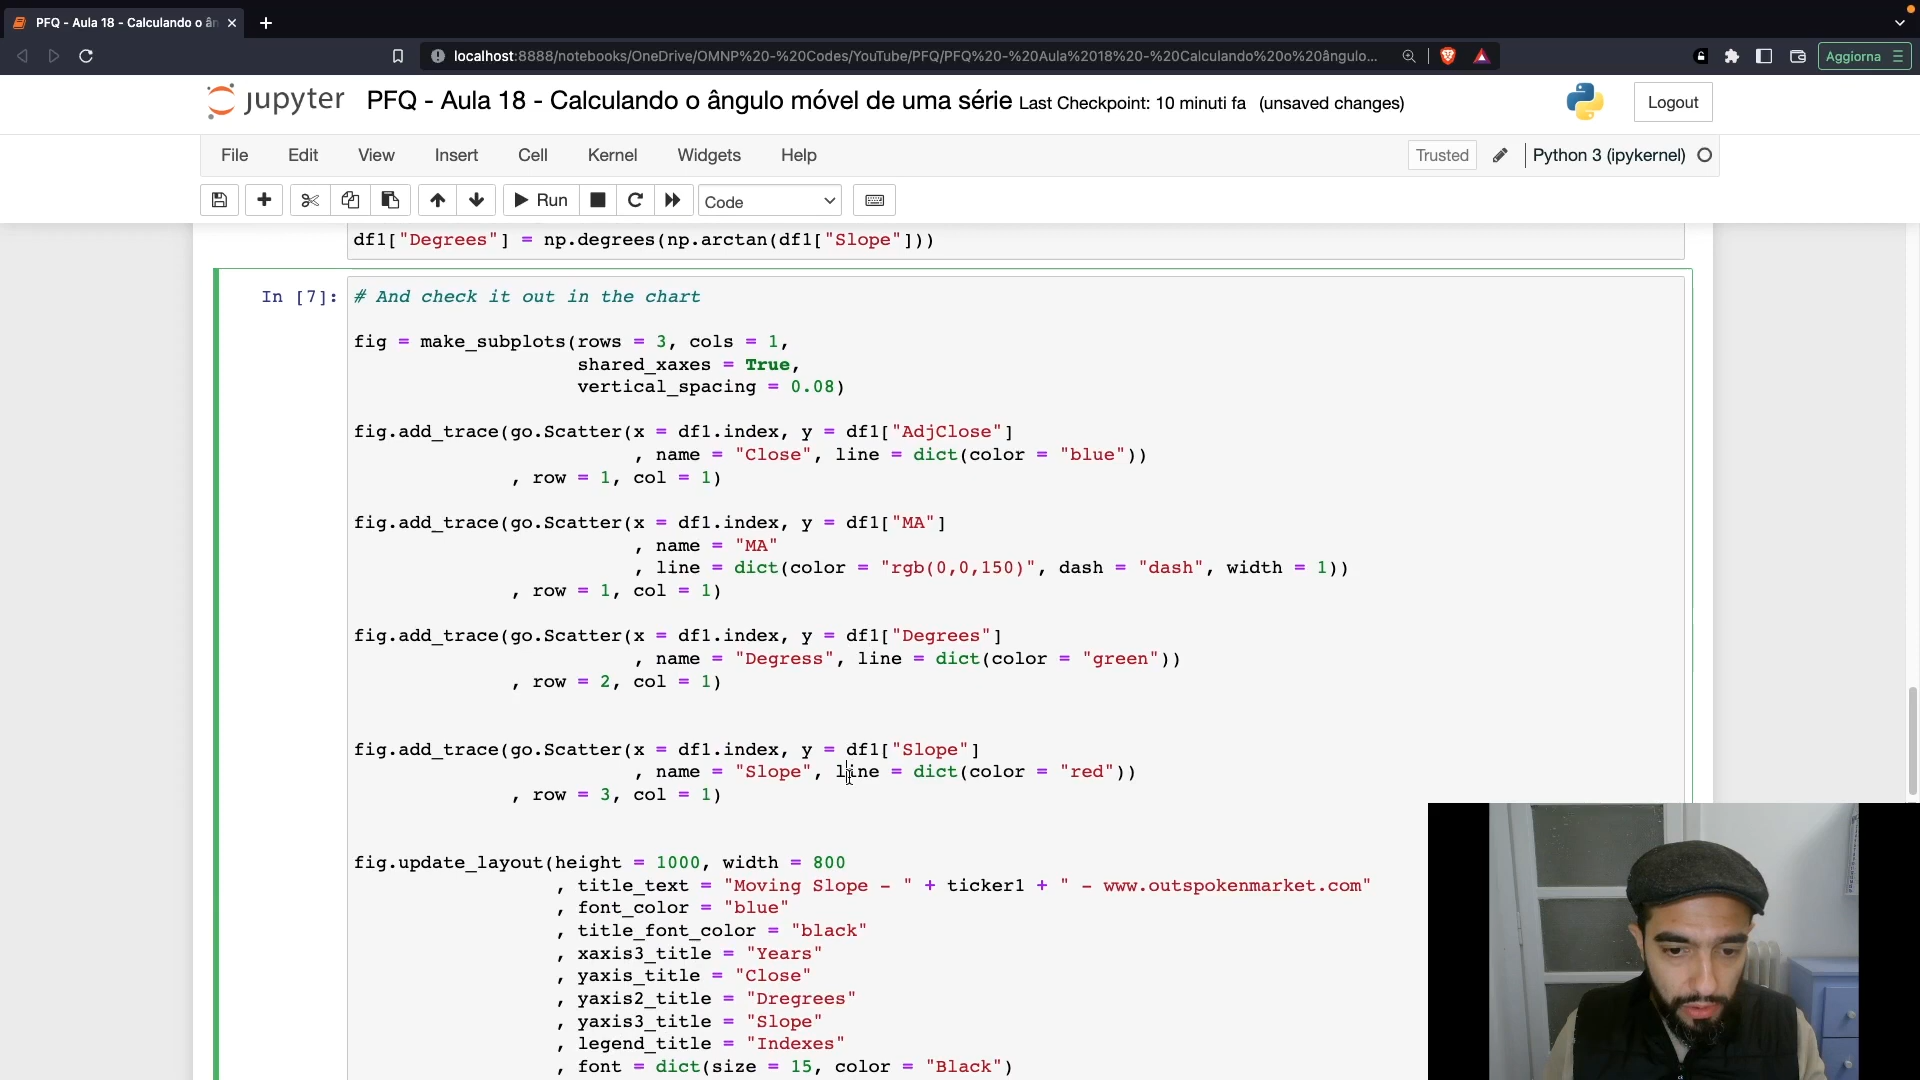 PFQ - Aula 18 - Calculando o ân
localhost:8888/notebooks/OneDrive/OMNP%20-%20Codes/YouTube/PFQ/PFQ%20-%20Aula%2018%20-%20Calculando%20o%20ângulo...
Aggiorna
jupyter PFQ - Aula 18 - Calculando o ângulo móvel de uma série Last Checkpoint: 10 minuti fa (unsaved changes)
Logout
File Edit View Insert Cell Kernel Widgets Help
Trusted Python 3 (ipykernel)
Run Code
df1["Degrees"] = np.degrees(np.arctan(df1["Slope"]))
In [7]: # And check it out in the chart
fig = make_subplots(rows = 3, cols = 1,
shared_xaxes = True,
vertical_spacing = 0.08)
fig.add_trace(go.Scatter(x = df1.index, y = df1["AdjClose"]
, name = "Close", line = dict(color = "blue"))
, row = 1, col = 1)
fig.add_trace(go.Scatter(x = df1.index, y = df1["MA"]
, name = "MA"
, line = dict(color = "rgb(0,0,150)", dash = "dash", width = 1))
, row = 1, col = 1)
fig.add_trace(go.Scatter(x = df1.index, y = df1["Degrees"]
, name = "Degress", line = dict(color = "green"))
, row = 2, col = 1)
fig.add_trace(go.Scatter(x = df1.index, y = df1["Slope"]
, name = "Slope", line = dict(color = "red"))
, row = 3, col = 1)
fig.update_layout(height = 1000, width = 800
, title_text = "Moving Slope - " + ticker1 + " - www.outspokenmarket.com"
, font_color = "blue"
, title_font_color = "black"
, xaxis3_title = "Years"
, yaxis_title = "Close"
, yaxis2_title = "Dregrees"
, yaxis3_title = "Slope"
, legend_title = "Indexes"
, font = dict(size = 15, color = "Black")